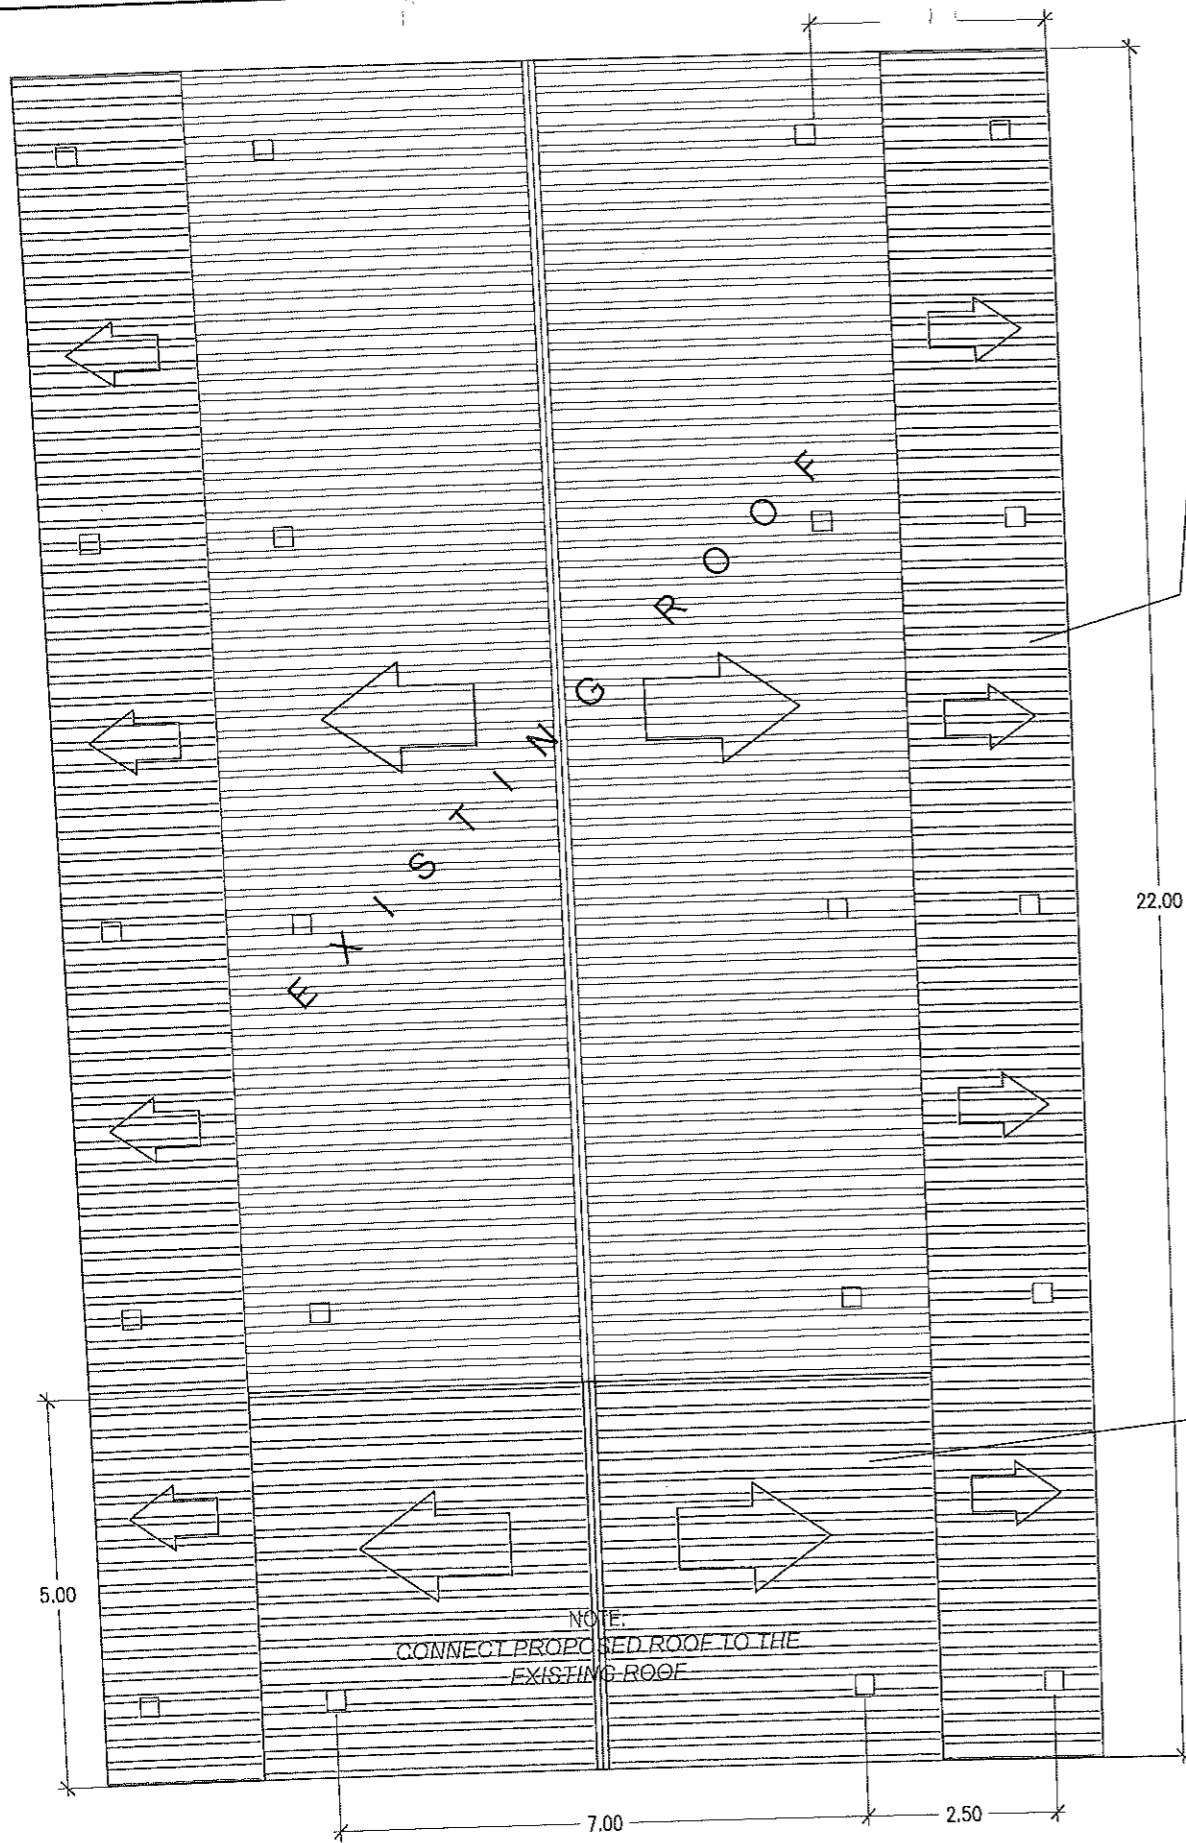 EXISTING ROOF
22.00
5.00
NOTE:
CONNECT PROPOSED ROOF TO THE
EXISTING ROOF
7.00
2.50